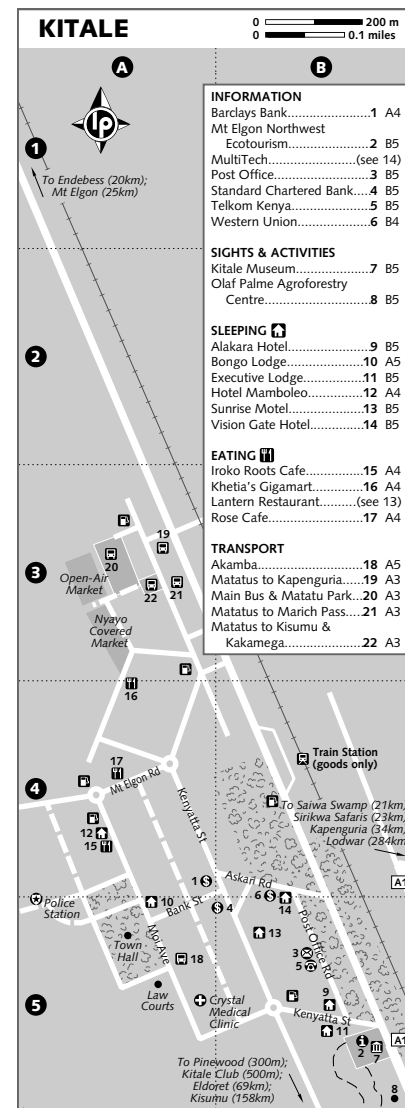 KITALE
0 200 m
0 0.1 miles
A
B
1
lp
To Endebess (20km);
Mt Elgon (25km)
INFORMATION
Barclays Bank......................1 A4
Mt Elgon Northwest
Ecotourism......................2 B5
MultiTech......................(see 14)
Post Office......................3 B5
Standard Chartered Bank.....4 B5
Telkom Kenya......................5 B5
Western Union......................6 B4
SIGHTS & ACTIVITIES
Kitale Museum......................7 B5
Olaf Palme Agroforestry
Centre......................8 B5
SLEEPING
Alakara Hotel......................9 B5
Bongo Lodge......................10 A5
Executive Lodge......................11 B5
Hotel Mamboleo......................12 A4
Sunrise Motel......................13 B5
Vision Gate Hotel......................14 B5
EATING
Iroko Roots Cafe......................15 A4
Khetia's Gigamart......................16 A4
Lantern Restaurant.........(see 13)
Rose Cafe......................17 A4
TRANSPORT
Akamba......................18 A5
Matatus to Kapenguria......19 A3
Main Bus & Matatu Park...20 A3
Matatus to Marich Pass.....21 A3
Matatus to Kisumu &
Kakamega......................22 A3
2
3
19
20
22
21
Open-Air
Market
Nyayo
Covered
Market
16
4
17
Mt Elgon Rd
Kenyatta St
Train Station
(goods only)
To Saiwa Swamp (21km);
Sirikwa Safaris (23km);
Kapenguria (34km);
Lodwar (284km)
12
15
A1
1
Askari Rd
6
14
Police
Station
10
Bank St
4
Post Office Rd
13
Town
Hall
Moi Ave
18
3
5
5
Law
Courts
Crystal
Medical
Clinic
9
Kenyatta St
11
A1
2
7
To Pinewood (300m);
Kitale Club (500m);
Eldoret (69km);
Kisumu (158km)
8